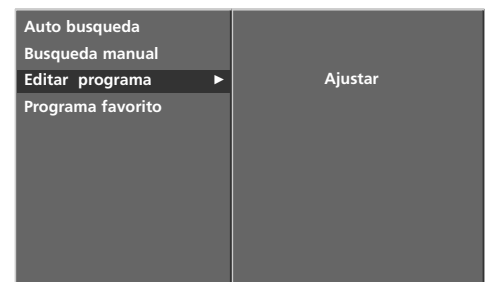 Auto busqueda
Busqueda manual
Editar programa ►
Ajustar
Programa favorito